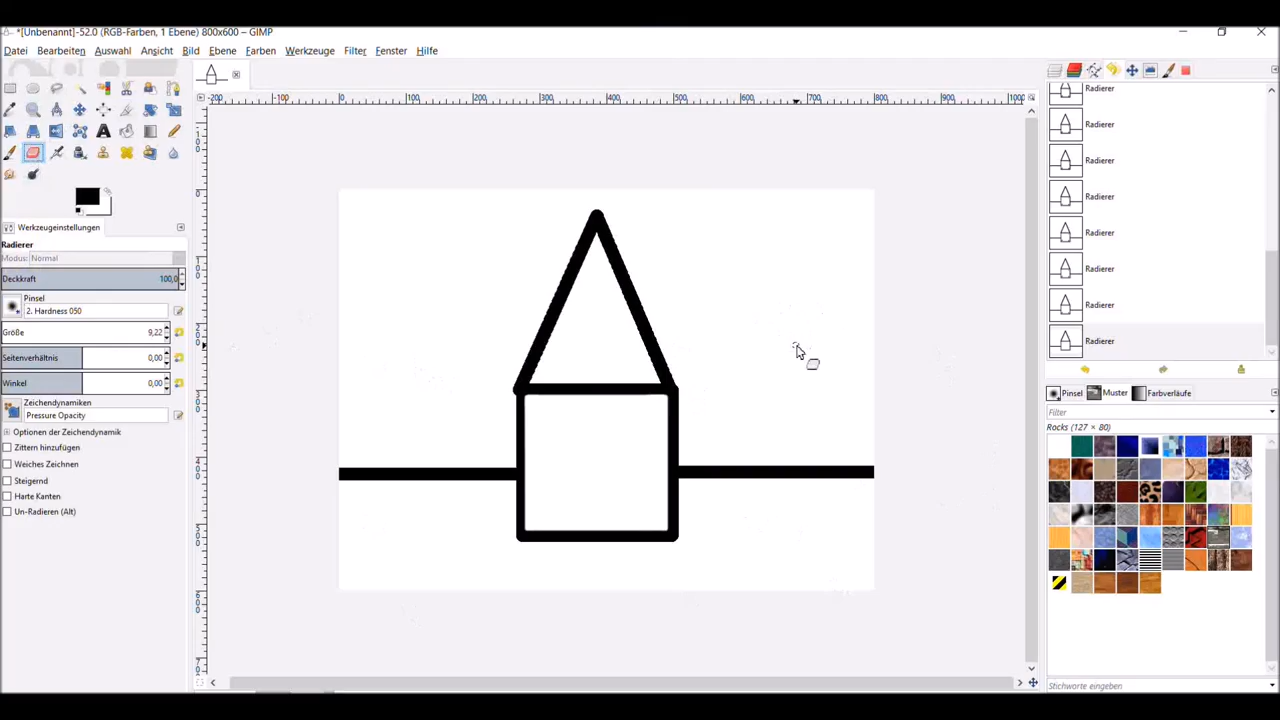 *[Unbenannt]-52.0 (RGB-Farben, 1 Ebene) 800x600 – GIMP
Datei Bearbeiten Auswahl Ansicht Bild Ebene Farben Werkzeuge Filter Fenster Hilfe
-200 -100 0 100 200 300 400 500 600 700 800 900 1000
Werkzeugeinstellungen
Radierer
Modus: Normal
Deckkraft 100,0
Pinsel
2. Hardness 050
Größe 9,22
Seitenverhältnis 0,00
Winkel 0,00
Zeichendynamiken
Pressure Opacity
Optionen der Zeichendynamik
Zittern hinzufügen
Weiches Zeichnen
Steigernd
Harte Kanten
Un-Radieren (Alt)
Radierer
Radierer
Radierer
Radierer
Radierer
Radierer
Radierer
Radierer
Pinsel Muster Farbverläufe
Filter
Rocks (127 × 80)
Stichworte eingeben